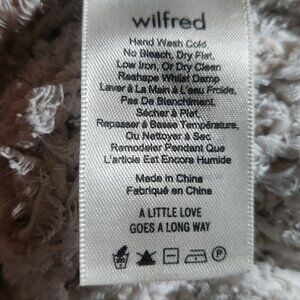 wilfred
Hand Wash Cold,
No Bleach, Dry Flat,
Low Iron, Or Dry Clean
Reshape Whilst Damp
Laver à La Main à L'eau Froide,
Pas De Blanchiment,
Sécher à Plat,
Repasser à Basse Température,
Ou Nettoyer à Sec
Remodeler Pendant Que
L'article Est Encore Humide
Made in China
Fabriqué en China
A LITTLE LOVE
GOES A LONG WAY
P